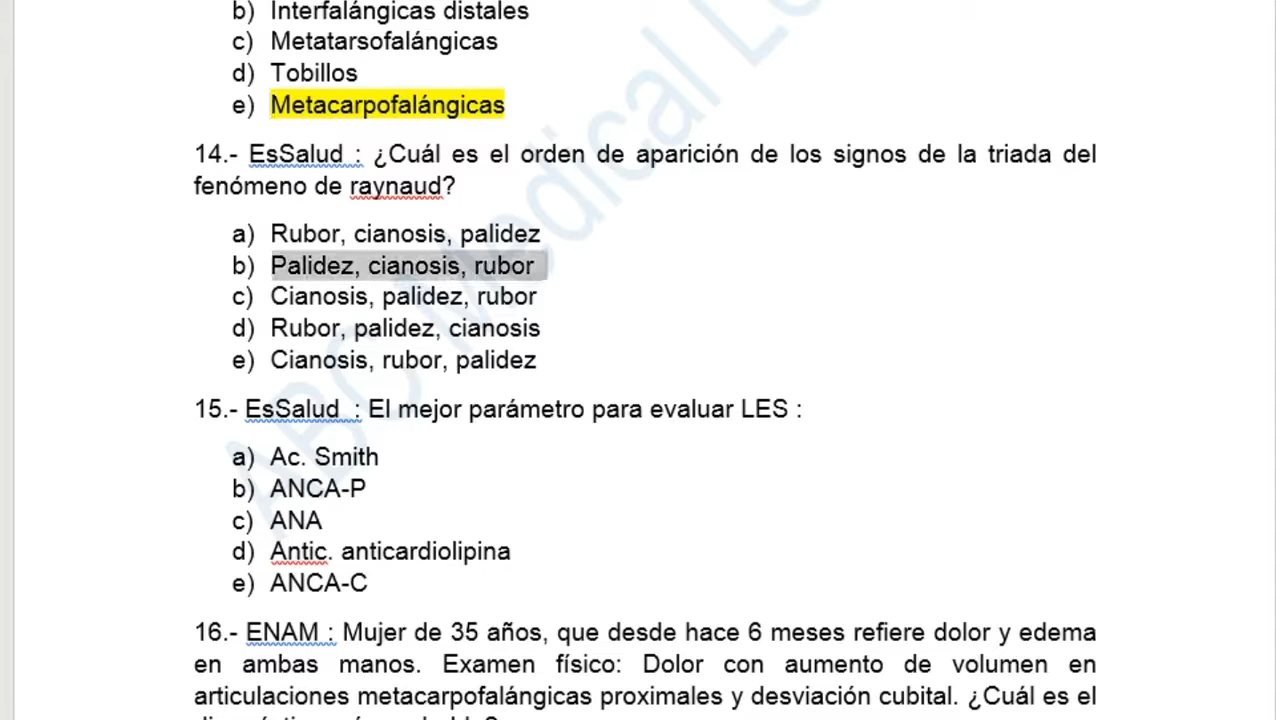 b) Interfalángicas distales
c) Metatarsofalángicas
d) Tobillos
e) Metacarpofalángicas
14.- EsSalud : ¿Cuál es el orden de aparición de los signos de la triada del
fenómeno de raynaud?
a) Rubor, cianosis, palidez
b) Palidez, cianosis, rubor
c) Cianosis, palidez, rubor
d) Rubor, palidez, cianosis
e) Cianosis, rubor, palidez
15.- EsSalud : El mejor parámetro para evaluar LES :
a) Ac. Smith
b) ANCA-P
c) ANA
d) Antic. anticardiolipina
e) ANCA-C
16.- ENAM : Mujer de 35 años, que desde hace 6 meses refiere dolor y edema
en ambas manos. Examen físico: Dolor con aumento de volumen en
articulaciones metacarpofalángicas proximales y desviación cubital. ¿Cuál es el
ABC Medical